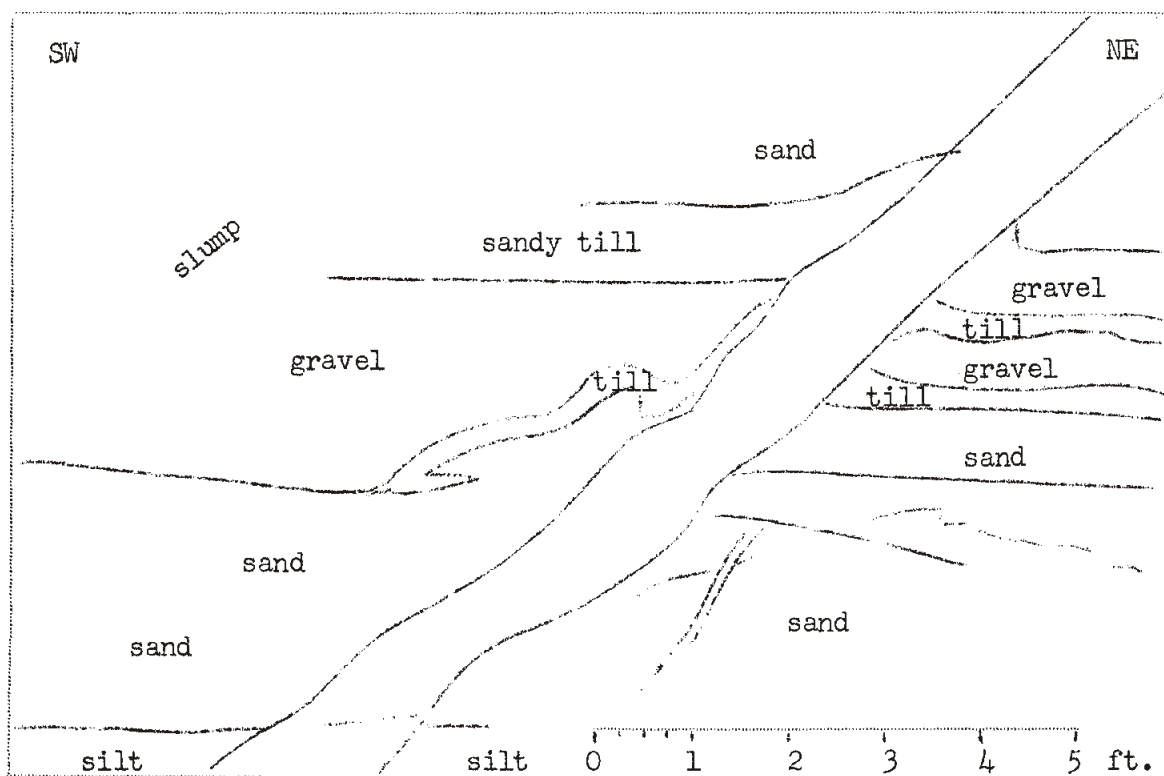 SW
NE
sand
slump
sandy till
gravel
gravel
till
till
gravel
till
sand
sand
sand
sand
silt
silt
0 1 2 3 4 5 ft.